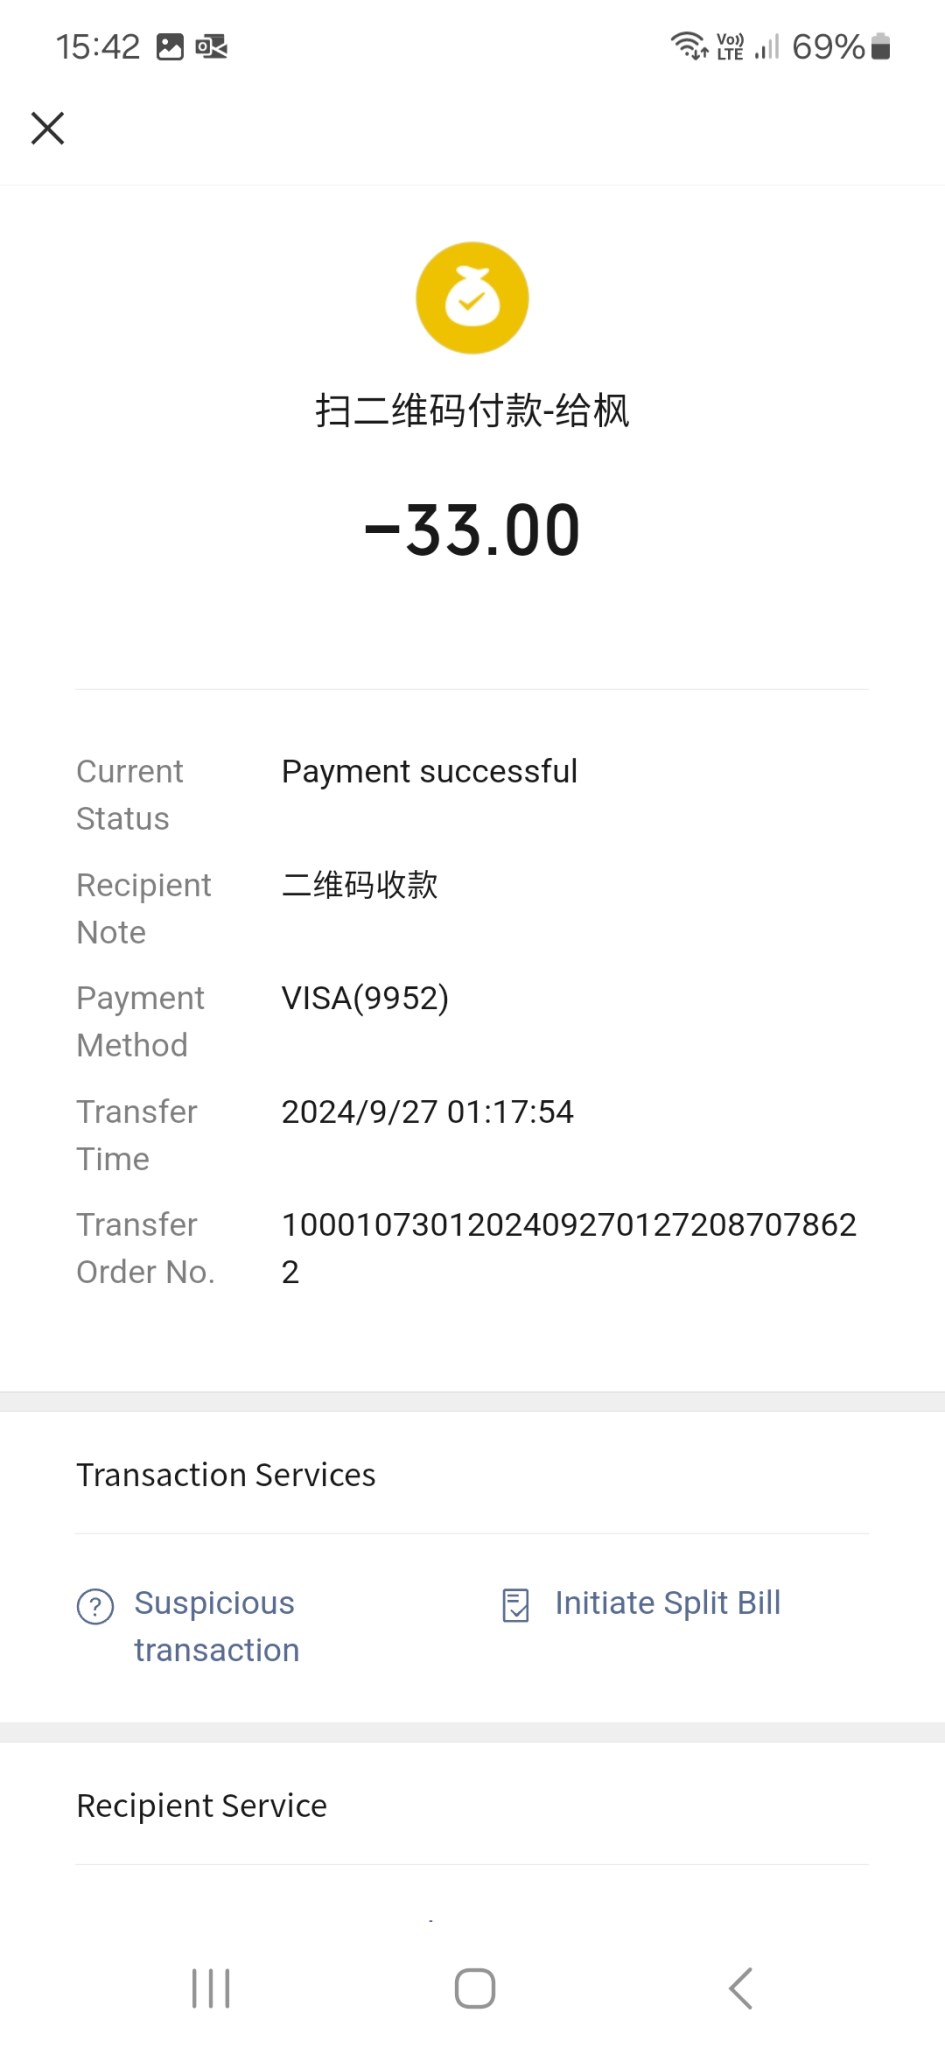 15:42
Vo))
LTE
69%
扫二维码付款-给枫
-33.00
Current
Status
Payment successful
Recipient
Note
二维码收款
Payment
Method
VISA(9952)
Transfer
Time
2024/9/27 01:17:54
Transfer
Order No.
1000107301202409270127208707862
2
Transaction Services
Suspicious
transaction
Initiate Split Bill
Recipient Service